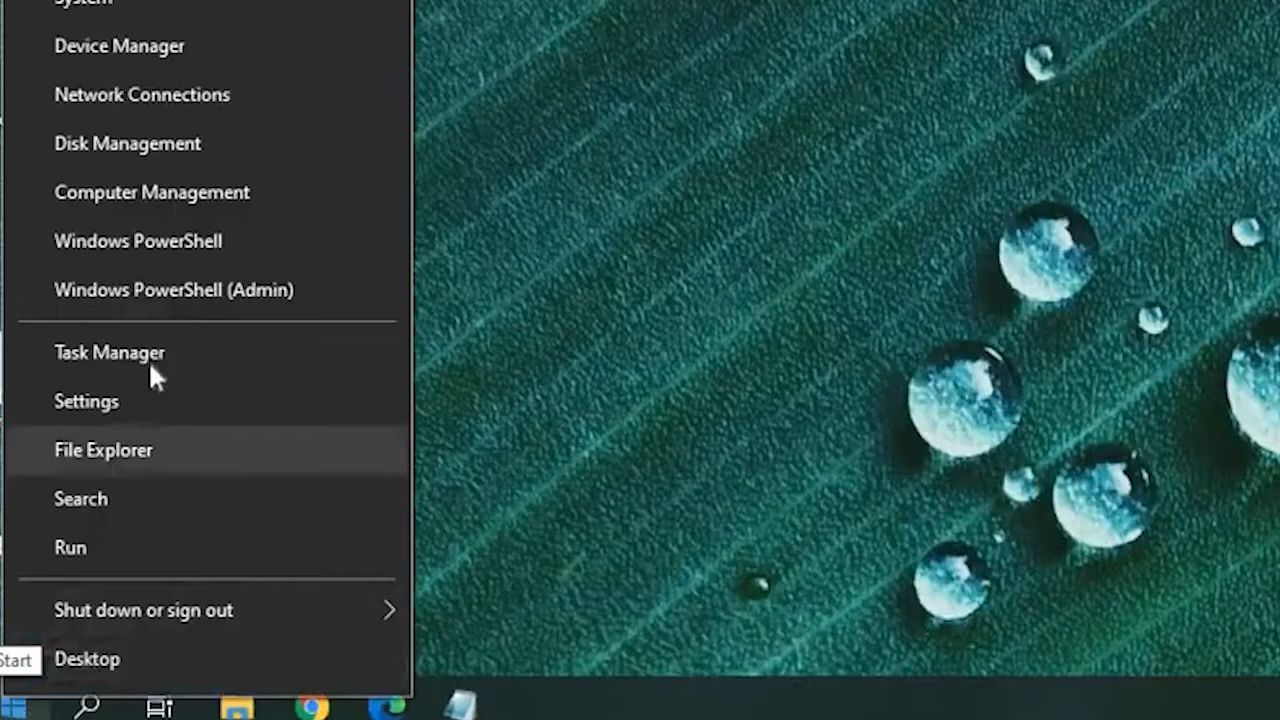 System
Device Manager
Network Connections
Disk Management
Computer Management
Windows PowerShell
Windows PowerShell (Admin)
Task Manager
Settings
File Explorer
Search
Run
Shut down or sign out
Start
Desktop